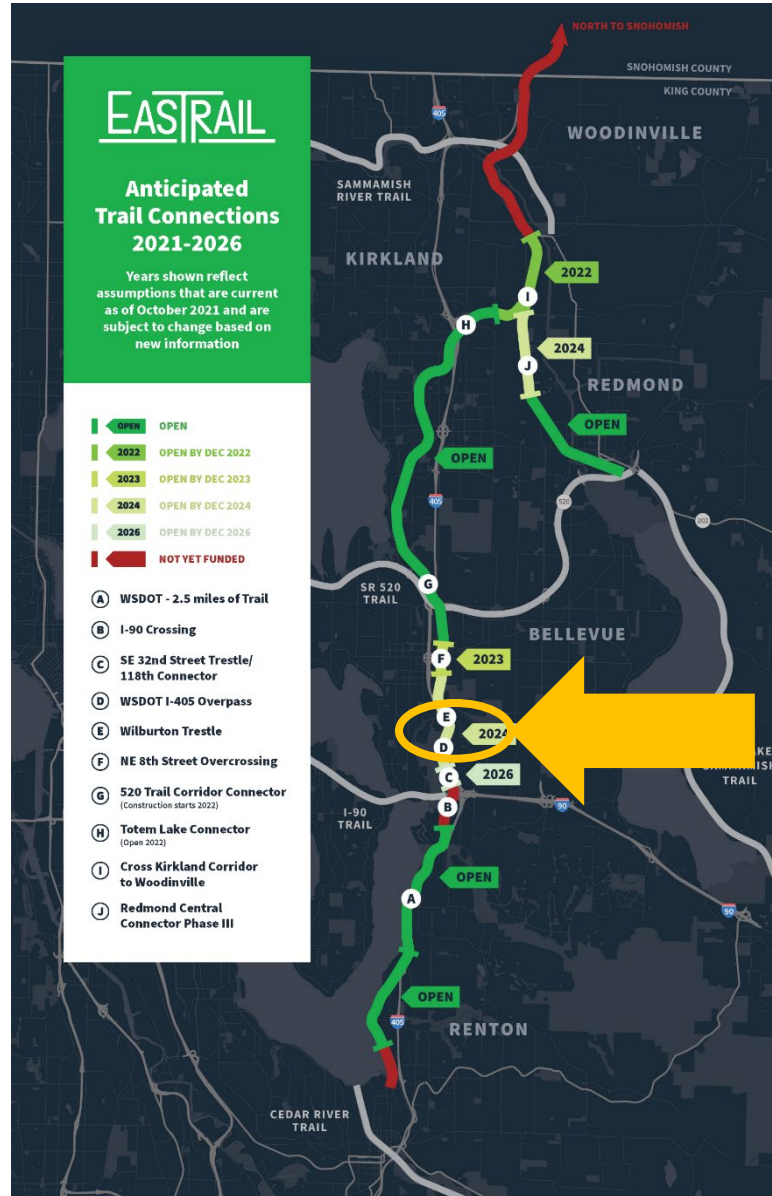 EASTRAIL
Anticipated
Trail Connections
2021-2026
Years shown reflect
assumptions that are current
as of October 2021 and are
subject to change based on
new information
OPEN OPEN
2022 OPEN BY DEC 2022
2023 OPEN BY DEC 2023
2024 OPEN BY DEC 2024
2026 OPEN BY DEC 2026
NOT YET FUNDED
A WSDOT - 2.5 miles of Trail
B I-90 Crossing
C SE 32nd Street Trestle/
118th Connector
D WSDOT I-405 Overpass
E Wilburton Trestle
F NE 8th Street Overcrossing
G 520 Trail Corridor Connector
(Construction starts 2022)
H Totem Lake Connector
(Open 2022)
I Cross Kirkland Corridor
to Woodinville
J Redmond Central
Connector Phase III
NORTH TO SNOHOMISH
SNOHOMISH COUNTY
KING COUNTY
405
WOODINVILLE
SAMMAMISH
RIVER TRAIL
KIRKLAND
2022
I
H
2024
J
REDMOND
OPEN
OPEN
405
520
202
SR 520
TRAIL
G
BELLEVUE
F
2023
E
2024
D
C
2026
TRAIL
I-90
TRAIL
B
90
OPEN
A
90
OPEN
405
RENTON
CEDAR RIVER
TRAIL